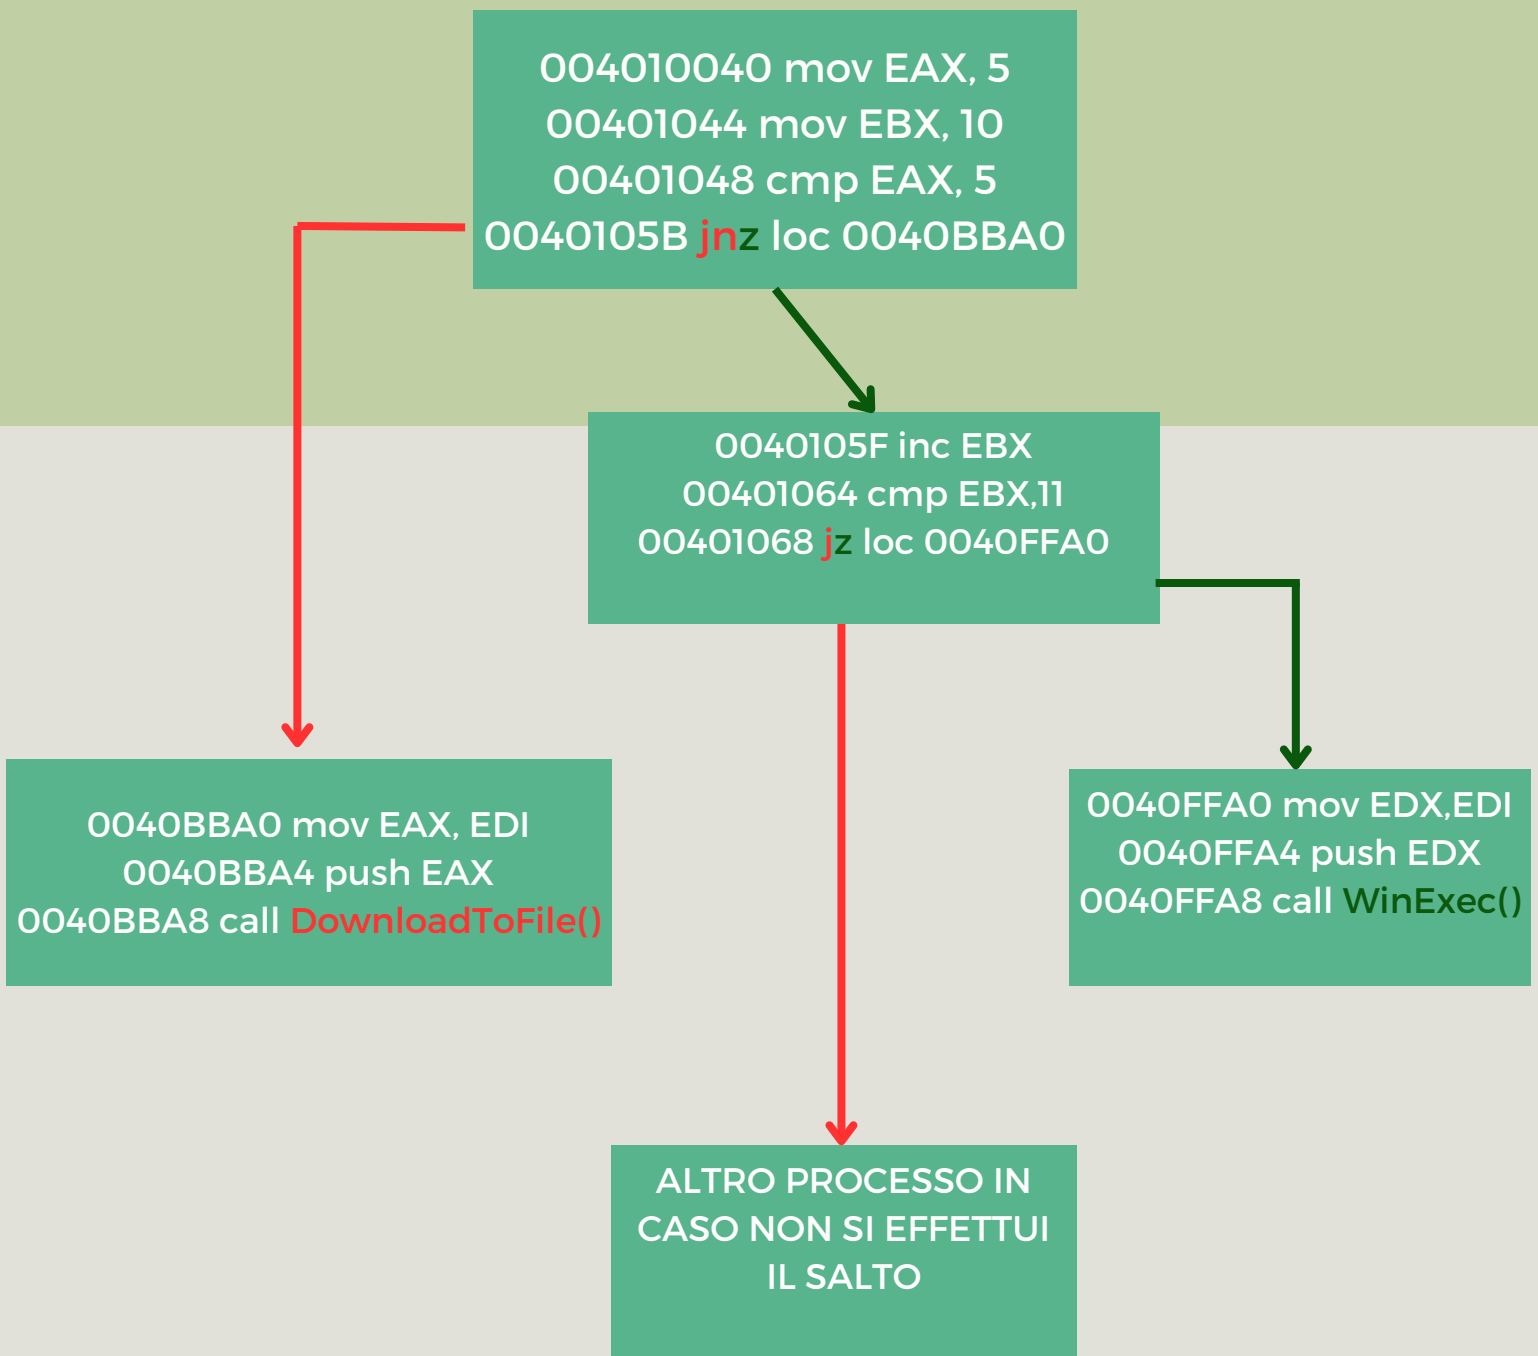 004010040 mov EAX, 5
00401044 mov EBX, 10
00401048 cmp EAX, 5
0040105B jnz loc 0040BBA0
0040105F inc EBX
00401064 cmp EBX,11
00401068 jz loc 0040FFA0
0040BBA0 mov EAX, EDI
0040BBA4 push EAX
0040BBA8 call DownloadToFile()
0040FFA0 mov EDX,EDI
0040FFA4 push EDX
0040FFA8 call WinExec()
ALTRO PROCESSO IN
CASO NON SI EFFETTUI
IL SALTO